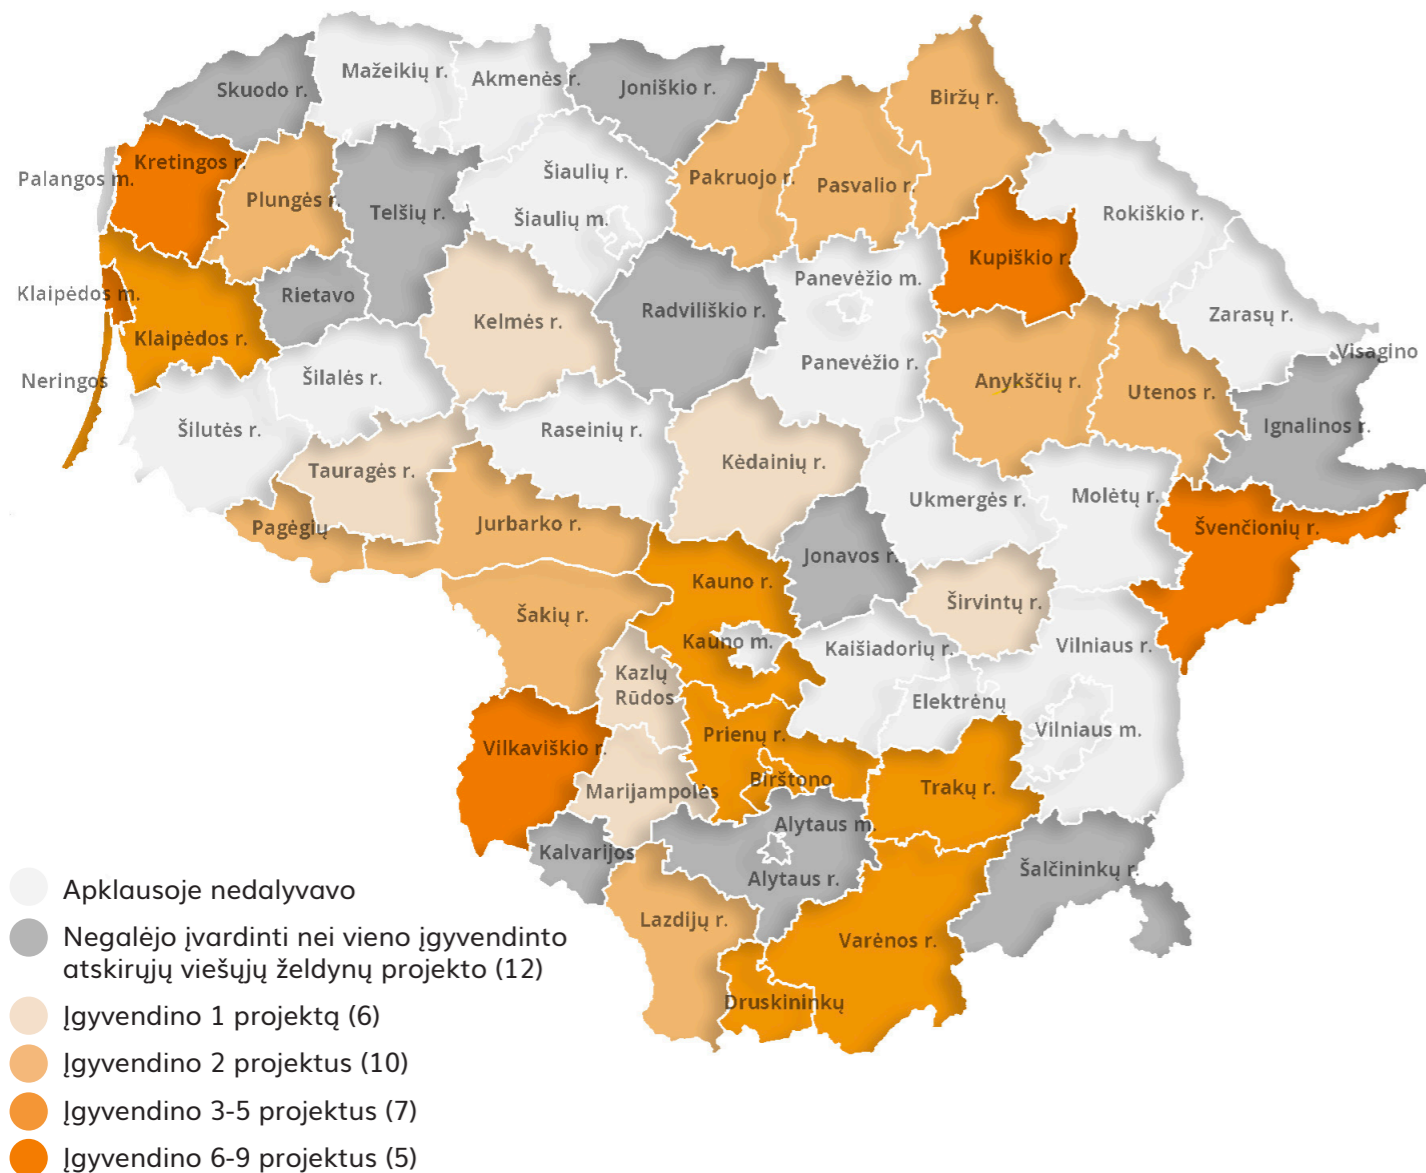 Skuodo r.
Mažeikių r.
Akmenės r.
Joniškio r.
Biržų r.
Kretingos r.
Palangos m.
Plungės r.
Telšių r.
Šiaulių r.
Šiaulių m.
Pakruojo r.
Pasvalio r.
Rokiškio r.
Kupiškio r.
Klaipėdos m.
Rietavo
Klaipėdos r.
Kelmės r.
Radviliškio r.
Panevėžio m.
Panevėžio r.
Zarasų r.
Visagino
Neringos
Šilalės r.
Anykščių r.
Utenos r.
Ignalinos r.
Šilutės r.
Raseinių r.
Tauragės r.
Kėdainių r.
Ukmergės r.
Molėtų r.
Pagėgių
Jurbarko r.
Švenčionių r.
Jonavos r.
Kauno r.
Širvintų r.
Šakių r.
Kauno m.
Kaišiadorių r.
Vilniaus r.
Kazlų
Rūdos
Elektrėnų
Vilniaus m.
Vilkaviškio r.
Prienų r.
Birštono
Marijampolės
Trakų r.
Alytaus m.
Kalvarijos
Alytaus r.
Šalčininkų r.
Lazdijų r.
Varėnos r.
Druskininkų
Apklausoje nedalyvavo
Negalėjo įvardinti nei vieno įgyvendinto
atskirųjų viešųjų želdynų projekto (12)
Įgyvendino 1 projektą (6)
Įgyvendino 2 projektus (10)
Įgyvendino 3-5 projektus (7)
Įgyvendino 6-9 projektus (5)